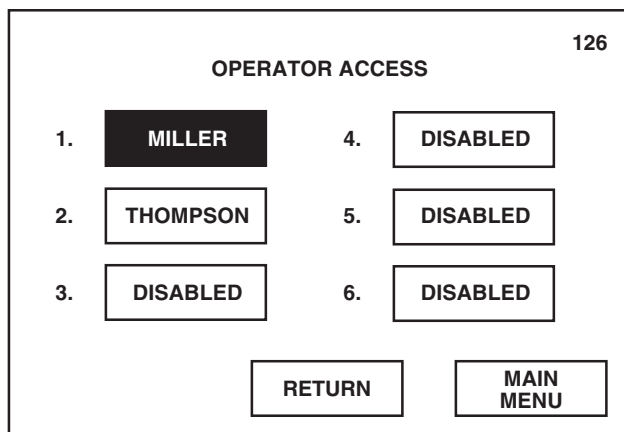 126
OPERATOR ACCESS
1. MILLER 4. DISABLED
2. THOMPSON 5. DISABLED
3. DISABLED 6. DISABLED
RETURN MAIN
MENU